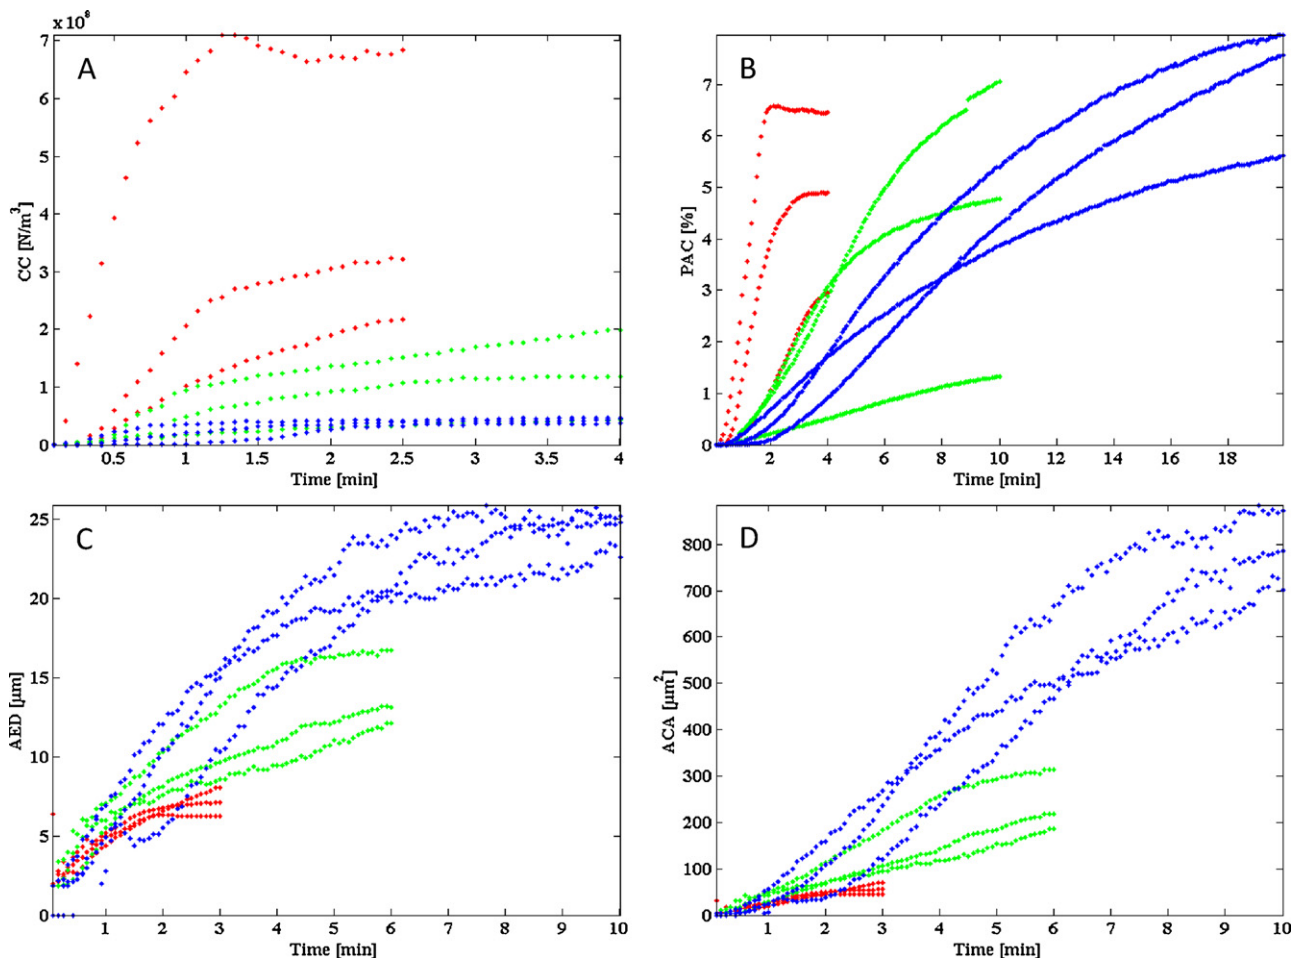 x 10⁸
7
6
5
4
3
2
1
0
A
CC [N/m³]
0.5 1 1.5 2 2.5 3 3.5 4
Time [min]
7
6
5
4
3
2
1
0
B
PAC [%]
2 4 6 8 10 12 14 16 18
Time [min]
25
20
15
10
5
0
C
AED [µm]
1 2 3 4 5 6 7 8 9 10
Time [min]
800
700
600
500
400
300
200
100
0
D
ACA [µm²]
1 2 3 4 5 6 7 8 9 10
Time [min]